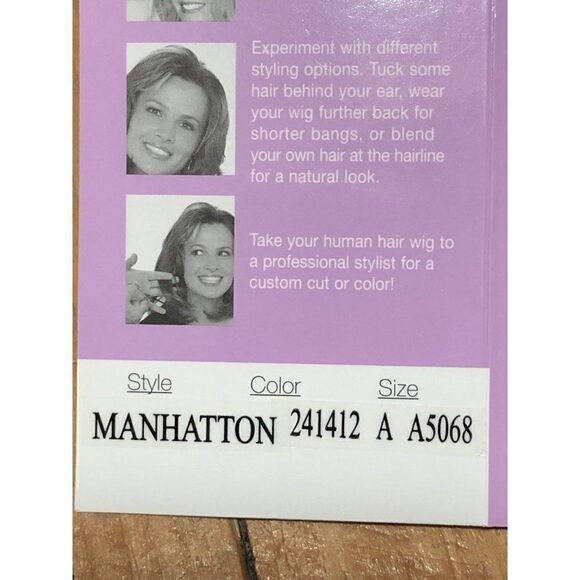 Experiment with different
styling options. Tuck some
hair behind your ear, wear
your wig further back for
shorter bangs, or blend
your own hair at the hairline
for a natural look.
Take your human hair wig to
a professional stylist for a
custom cut or color!
Style Color Size
MANHATTON 241412 A A5068